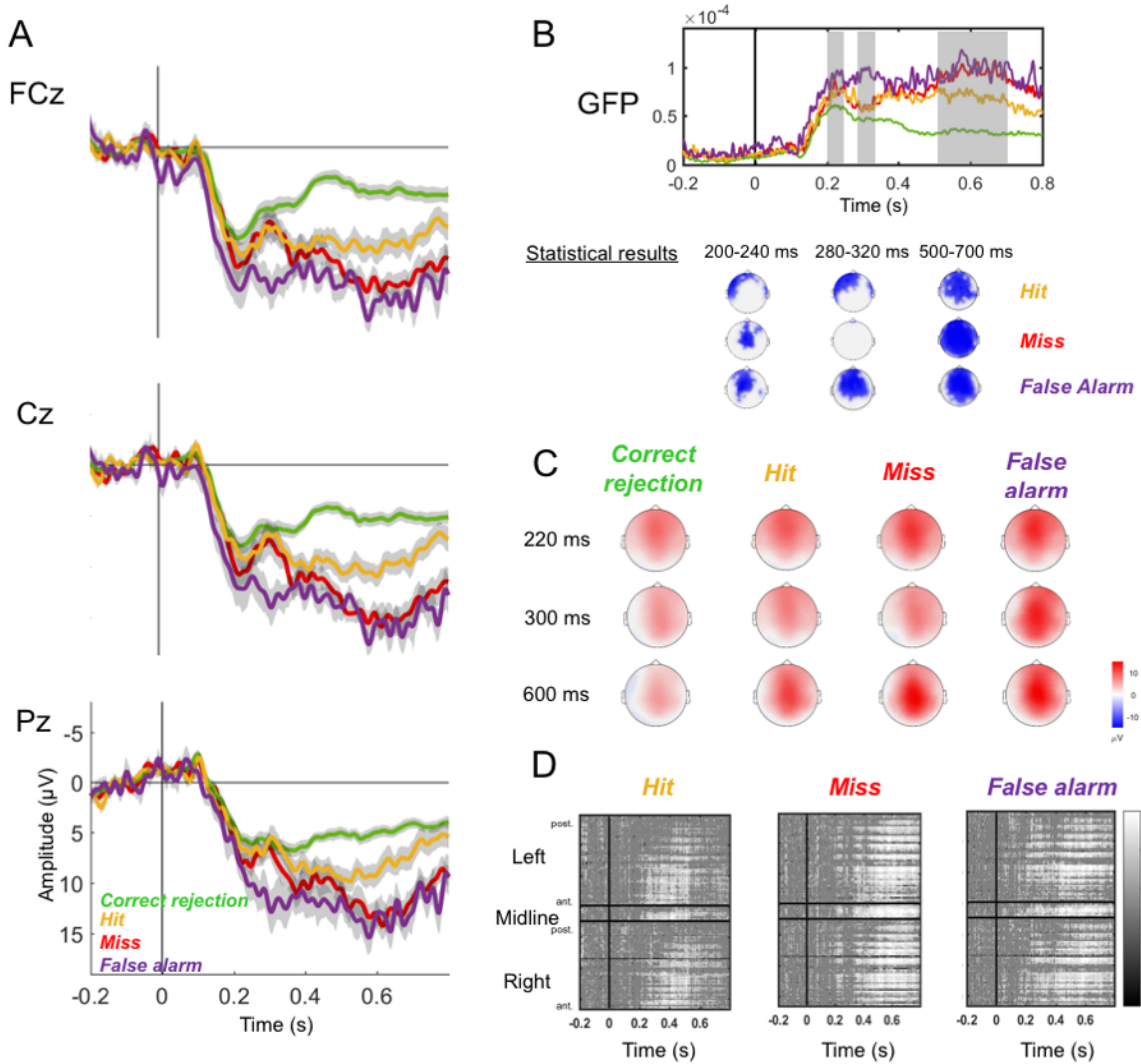 A
FCz
Cz
Pz
-5
0
5
10
15
Amplitude (µV)
Correct rejection
Hit
Miss
False alarm
-0.2 0 0.2 0.4 0.6
Time (s)
B
×10⁻⁴
GFP
1
0.5
0
-0.2 0 0.2 0.4 0.6 0.8
Time (s)
Statistical results
200-240 ms 280-320 ms 500-700 ms
Hit
Miss
False Alarm
C
Correct rejection
Hit
Miss
False alarm
220 ms
300 ms
600 ms
10
0
-10
µV
D
Hit
Miss
False alarm
post.
Left
ant.
Midline
post.
Right
ant.
-0.2 0 0.2 0.4 0.6
-0.2 0 0.2 0.4 0.6
-0.2 0 0.2 0.4 0.6
Time (s)
Time (s)
Time (s)